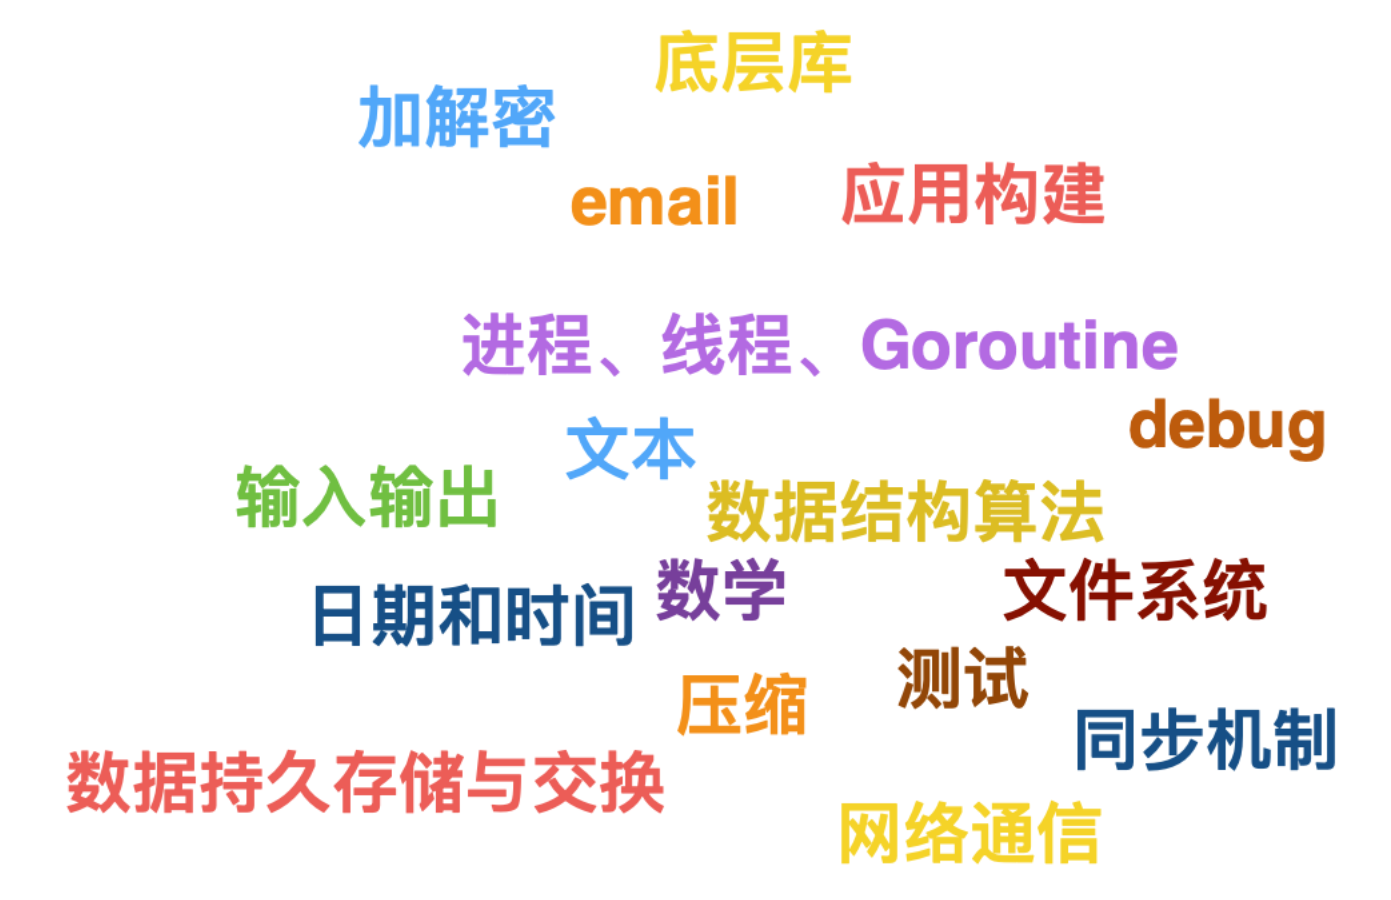 底层库
加解密
email
应用构建
进程、线程、Goroutine
debug
文本
输入输出
数据结构算法
数学
文件系统
日期和时间
测试
压缩
同步机制
数据持久存储与交换
网络通信